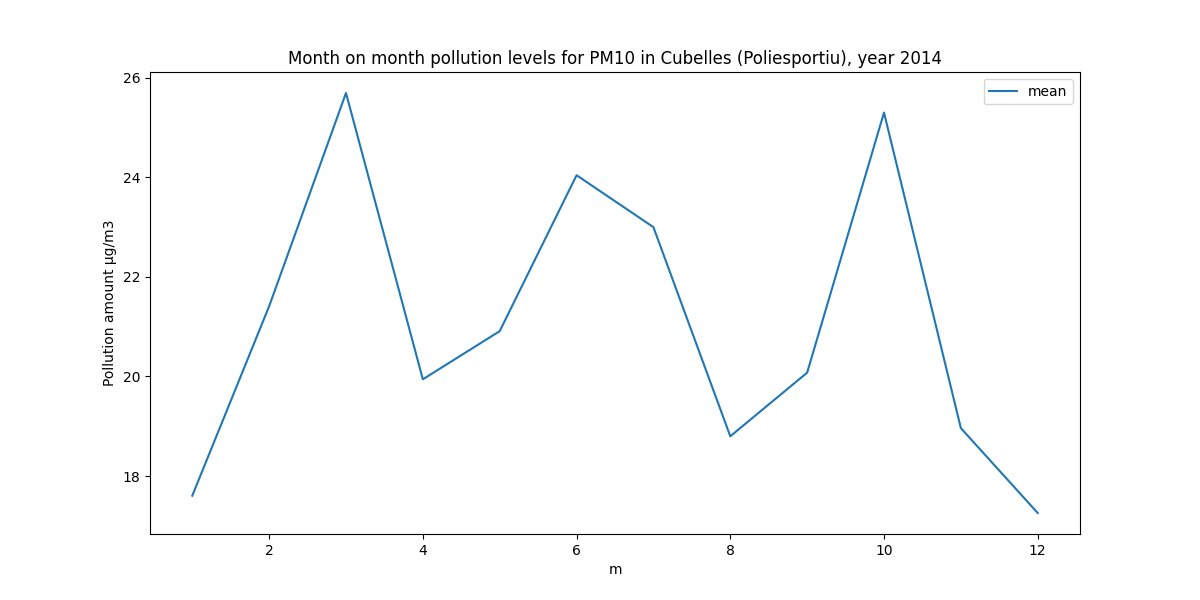 Month on month pollution levels for PM10 in Cubelles (Poliesportiu), year 2014
mean
Pollution amount µg/m3
26
24
22
20
18
2 4 6 8 10 12
m